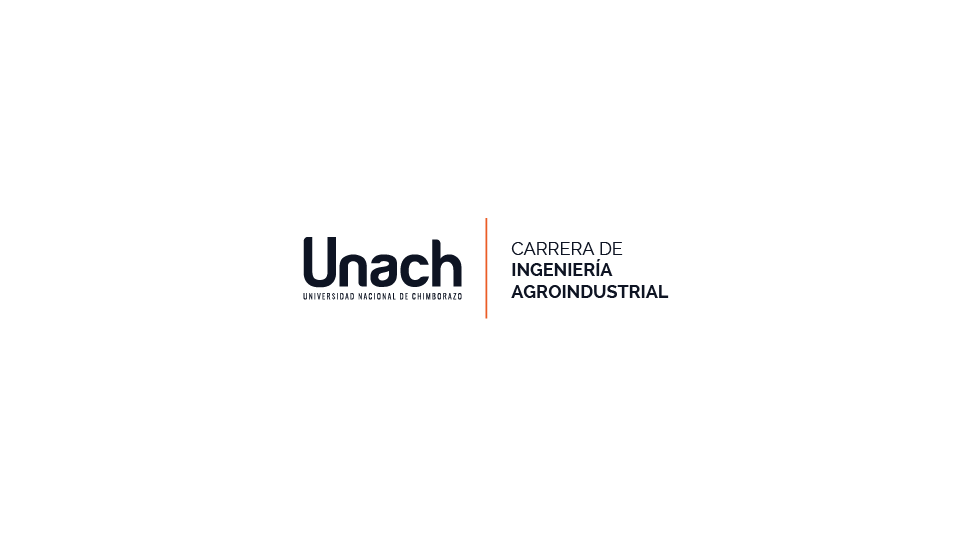 Unach
UNIVERSIDAD NACIONAL DE CHIMBORAZO
CARRERA DE
INGENIERÍA
AGROINDUSTRIAL